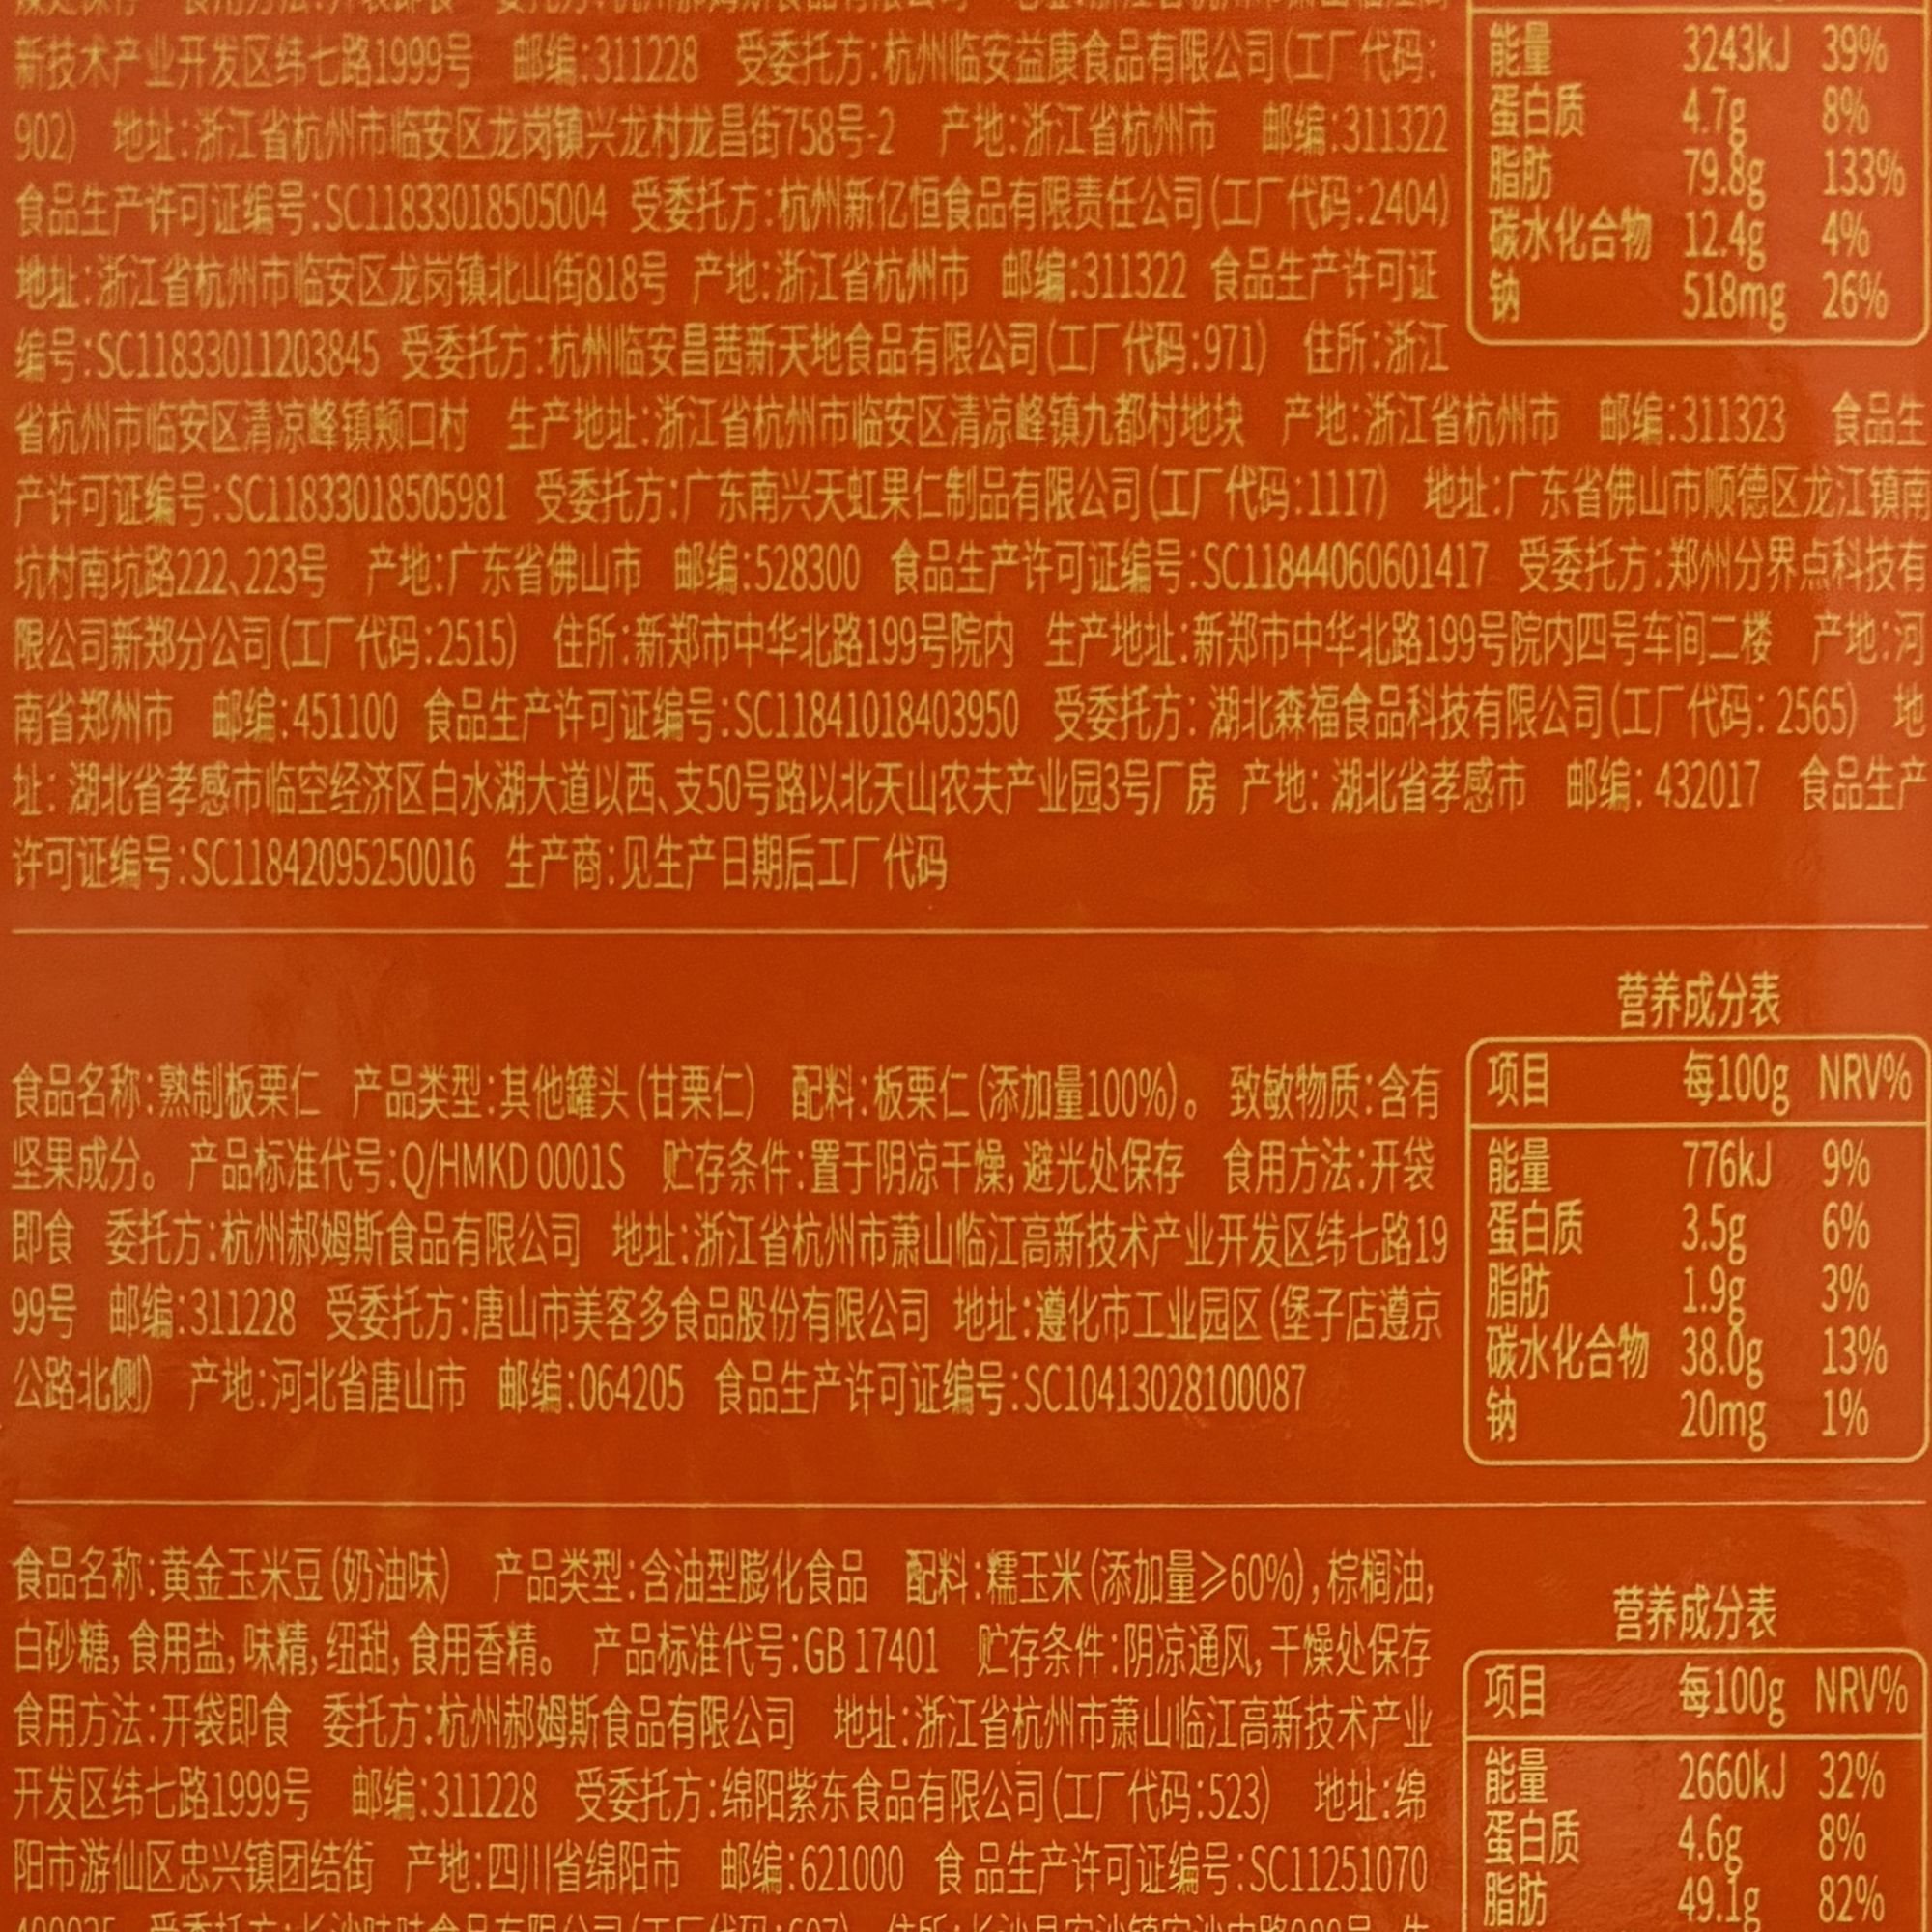 新技术产业开发区纬七路1999号 邮编:311228 受委托方:杭州临安益康食品有限公司(工厂代码:
902) 地址:浙江省杭州市临安区龙岗镇兴龙村龙昌街758号-2 产地:浙江省杭州市 邮编:311322
食品生产许可证编号:SC11833018505004 受委托方:杭州新亿恒食品有限责任公司(工厂代码:2404)
地址:浙江省杭州市临安区龙岗镇北山街818号 产地:浙江省杭州市 邮编:311322 食品生产许可证
编号:SC11833011203845 受委托方:杭州临安昌茜新天地食品有限公司(工厂代码:971) 住所:浙江
省杭州市临安区清凉峰镇颊口村 生产地址:浙江省杭州市临安区清凉峰镇九都村地块 产地:浙江省杭州市 邮编:311323 食品生
产许可证编号:SC11833018505981 受委托方:广东南兴天虹果仁制品有限公司(工厂代码:1117) 地址:广东省佛山市顺德区龙江镇南
坑村南坑路222、223号 产地:广东省佛山市 邮编:528300 食品生产许可证编号:SC11844060601417 受委托方:郑州分界点科技有
限公司新郑分公司(工厂代码:2515) 住所:新郑市中华北路199号院内 生产地址:新郑市中华北路199号院内四号车间二楼 产地:河
南省郑州市 邮编:451100 食品生产许可证编号:SC11841018403950 受委托方: 湖北森福食品科技有限公司(工厂代码: 2565) 地
址: 湖北省孝感市临空经济区白水湖大道以西、支50号路以北天山农夫产业园3号厂房 产地: 湖北省孝感市 邮编: 432017 食品生产
许可证编号:SC11842095250016 生产商:见生产日期后工厂代码
能量 3243kJ 39%
蛋白质 4.7g 8%
脂肪 79.8g 133%
碳水化合物 12.4g 4%
钠 518mg 26%
食品名称:熟制板栗仁 产品类型:其他罐头(甘栗仁) 配料:板栗仁(添加量100%)。 致敏物质:含有
坚果成分。 产品标准代号:Q/HMKD 0001S 贮存条件:置于阴凉干燥,避光处保存 食用方法:开袋
即食 委托方:杭州郝姆斯食品有限公司 地址:浙江省杭州市萧山临江高新技术产业开发区纬七路19
99号 邮编:311228 受委托方:唐山市美客多食品股份有限公司 地址:遵化市工业园区(堡子店遵京
公路北侧) 产地:河北省唐山市 邮编:064205 食品生产许可证编号:SC10413028100087
营养成分表
项目 每100g NRV%
能量 776kJ 9%
蛋白质 3.5g 6%
脂肪 1.9g 3%
碳水化合物 38.0g 13%
钠 20mg 1%
食品名称:黄金玉米豆(奶油味) 产品类型:含油型膨化食品 配料:糯玉米(添加量≥60%),棕榈油,
白砂糖,食用盐,味精,纽甜,食用香精。 产品标准代号:GB 17401 贮存条件:阴凉通风,干燥处保存
食用方法:开袋即食 委托方:杭州郝姆斯食品有限公司 地址:浙江省杭州市萧山临江高新技术产业
开发区纬七路1999号 邮编:311228 受委托方:绵阳紫东食品有限公司(工厂代码:523) 地址:绵
阳市游仙区忠兴镇团结街 产地:四川省绵阳市 邮编:621000 食品生产许可证编号:SC11251070
营养成分表
项目 每100g NRV%
能量 2660kJ 32%
蛋白质 4.6g 8%
脂肪 49.1g 82%